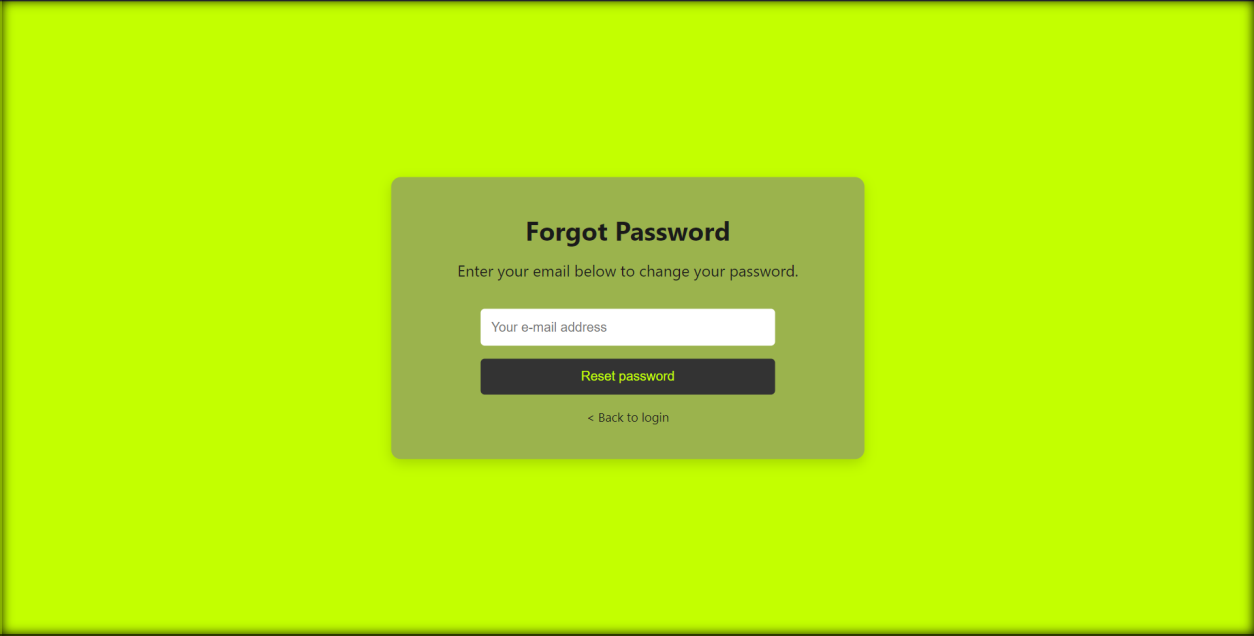 Forgot Password
Enter your email below to change your password.
Your e-mail address
Reset password
< Back to login